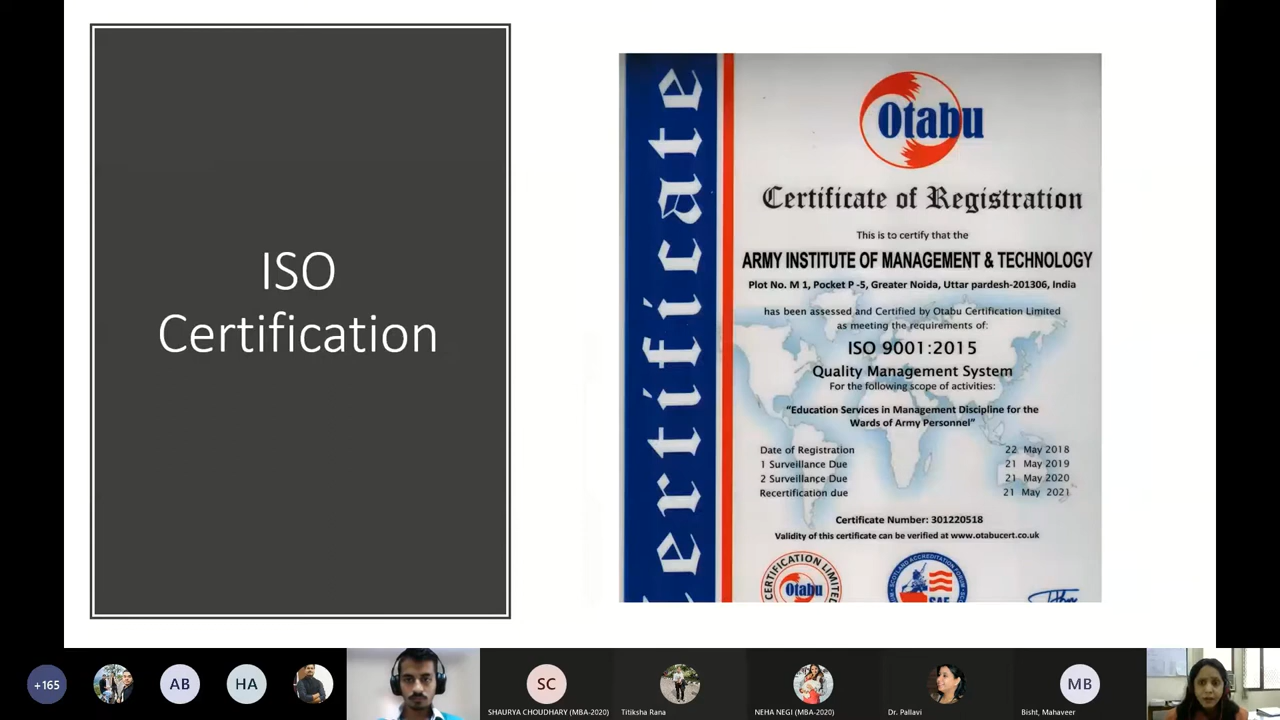 ISO
Certification
Certificate
Otabu
Certificate of Registration
This is to certify that the
ARMY INSTITUTE OF MANAGEMENT & TECHNOLOGY
Plot No. M 1, Pocket P -5, Greater Noida, Uttar pardesh-201306, India
has been assessed and Certified by Otabu Certification Limited
as meeting the requirements of:
ISO 9001:2015
Quality Management System
For the following scope of activities:
“Education Services in Management Discipline for the
Wards of Army Personnel”
Date of Registration 22 May 2018
1 Surveillance Due 21 May 2019
2 Surveillance Due 21 May 2020
Recertification due 21 May 2021
Certificate Number: 301220518
Validity of this certificate can be verified at www.otabucert.co.uk
CERTIFICATION LIMITED
Otabu
ACCREDITATION FORUM
SAF
+165
AB
HA
SC
MB
SHAURYA CHOUDHARY (MBA-2020)
Titiksha Rana
NEHA NEGI (MBA-2020)
Dr. Pallavi
Bisht, Mahaveer